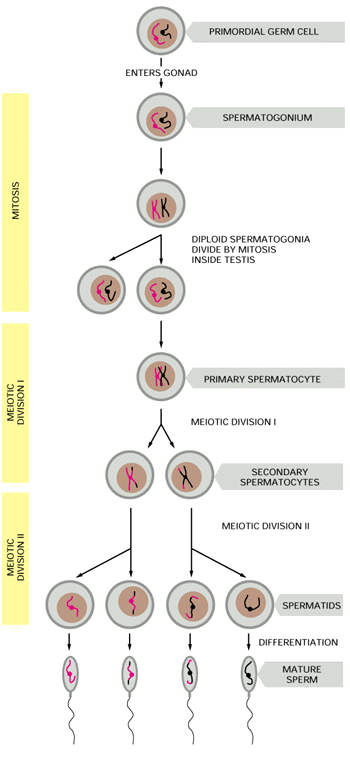 PRIMORDIAL GERM CELL
ENTERS GONAD
SPERMATOGONIUM
MITOSIS
DIPLOID SPERMATOGONIA
DIVIDE BY MITOSIS
INSIDE TESTIS
MEIOTIC
DIVISION I
PRIMARY SPERMATOCYTE
MEIOTIC DIVISION I
SECONDARY
SPERMATOCYTES
MEIOTIC
DIVISION II
MEIOTIC DIVISION II
SPERMATIDS
DIFFERENTIATION
MATURE
SPERM